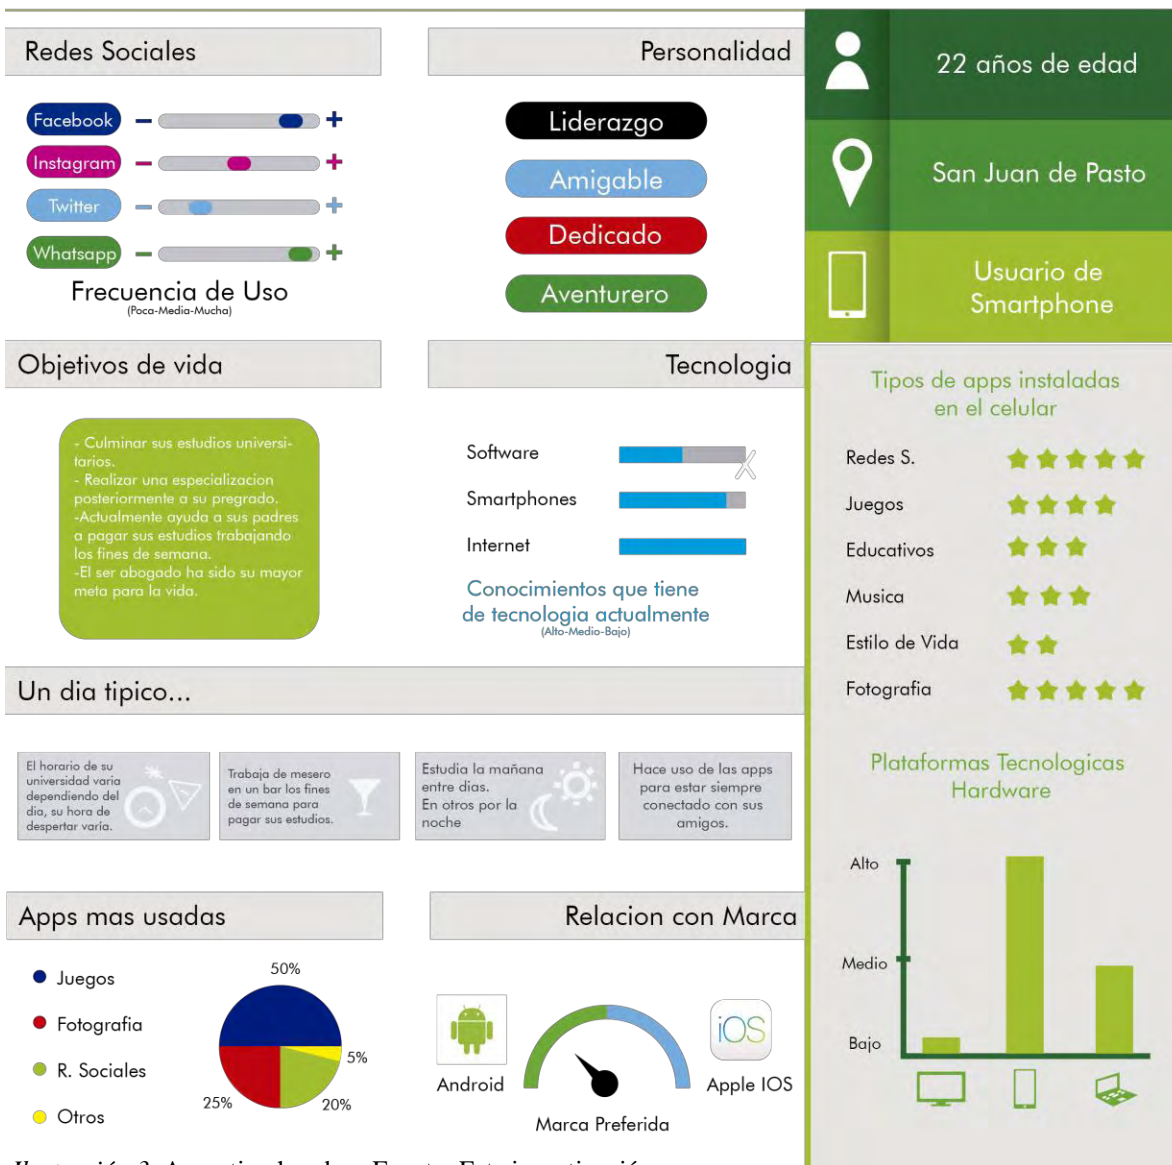 Redes Sociales
Facebook
Instagram
Twitter
Whatsapp
Frecuencia de Uso
(Poca-Media-Mucha)
Personalidad
Liderazgo
Amigable
Dedicado
Aventurero
22 años de edad
San Juan de Pasto
Usuario de
Smartphone
Objetivos de vida
- Culminar sus estudios universi-
tarios.
- Realizar una especializacion
posteriormente a su pregrado.
-Actualmente ayuda a sus padres
a pagar sus estudios trabajando
los fines de semana.
-El ser abogado ha sido su mayor
meta para la vida.
Tecnologia
Software
Smartphones
Internet
Conocimientos que tiene
de tecnologia actualmente
(Alto-Medio-Bajo)
Tipos de apps instaladas
en el celular
Redes S.
Juegos
Educativos
Musica
Estilo de Vida
Fotografia
Un dia tipico...
El horario de su
universidad varia
dependiendo del
dia, su hora de
despertar varía.
Trabaja de mesero
en un bar los fines
de semana para
pagar sus estudios.
Estudia la mañana
entre dias.
En otros por la
noche
Hace uso de las apps
para estar siempre
conectado con sus
amigos.
Plataformas Tecnologicas
Hardware
Alto
Medio
Bajo
Apps mas usadas
Juegos
Fotografia
R. Sociales
Otros
50%
5%
25%
20%
Relacion con Marca
Android
iOS
Apple IOS
Marca Preferida